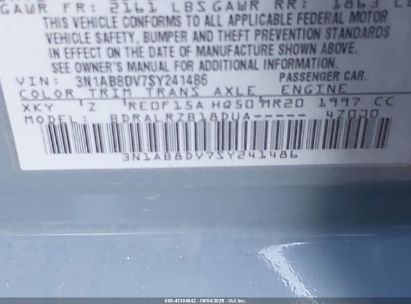 GAWR FR: 2161 LBS GAWR RR: 1863 LB
THIS VEHICLE CONFORMS TO ALL APPLICABLE FEDERAL MOTOR
VEHICLE SAFETY, BUMPER AND THEFT PREVENTION STANDARDS
IN EFFECT ON THE DATE OF MANUFACTURE SHOWN ABOVE.
SEE OWNER'S MANUAL FOR ADDITIONAL INFORMATION.
VIN: 3N1AB8DV7SY241486 PASSENGER CAR
COLOR TRIM TRANS AXLE ENGINE
XKY Z RE0F15A HQ50 MR20 1997 CC
MODEL: BDRALRZB18DUA----- 47000
3N1AB8DV7SY241486